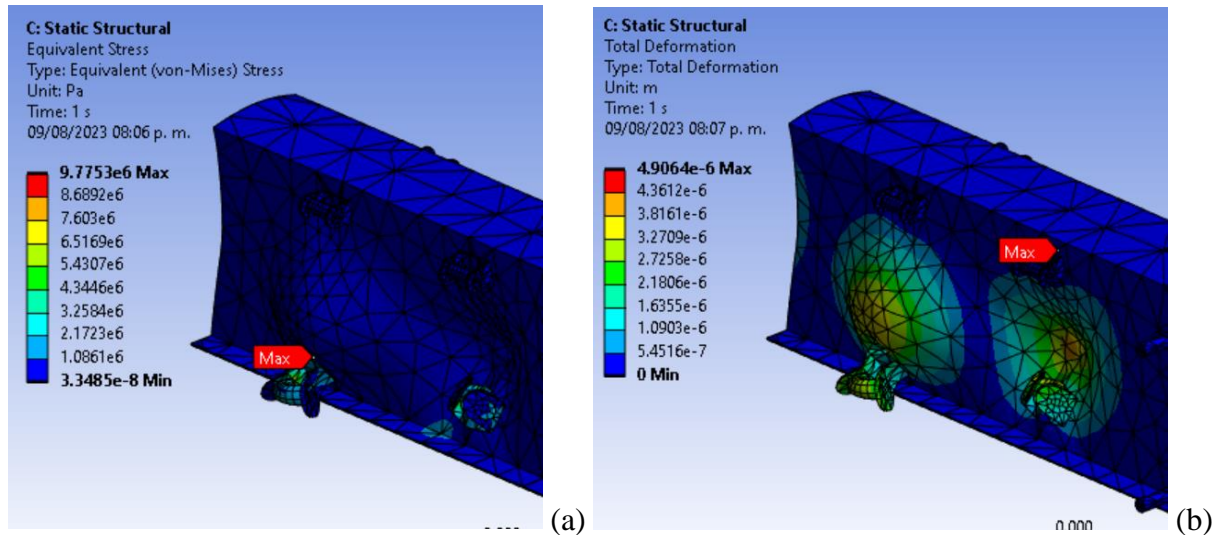 C: Static Structural
Equivalent Stress
Type: Equivalent (von-Mises) Stress
Unit: Pa
Time: 1 s
09/08/2023 08:06 p. m.
9.7753e6 Max
8.6892e6
7.603e6
6.5169e6
5.4307e6
4.3446e6
3.2584e6
2.1723e6
1.0861e6
3.3485e-8 Min
Max
(a)
C: Static Structural
Total Deformation
Type: Total Deformation
Unit: m
Time: 1 s
09/08/2023 08:07 p. m.
4.9064e-6 Max
4.3612e-6
3.8161e-6
3.2709e-6
2.7258e-6
2.1806e-6
1.6355e-6
1.0903e-6
5.4516e-7
0 Min
Max
0.000
(b)